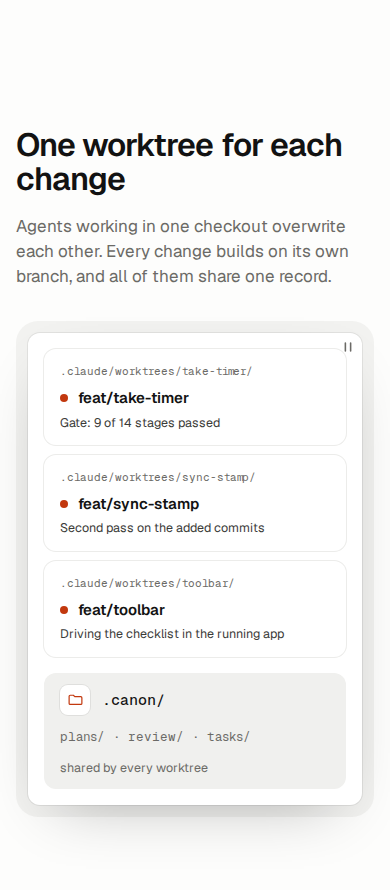 One worktree for each
change
Agents working in one checkout overwrite
each other. Every change builds on its own
branch, and all of them share one record.
.claude/worktrees/take-timer/
feat/take-timer
Gate: 9 of 14 stages passed
.claude/worktrees/sync-stamp/
feat/sync-stamp
Second pass on the added commits
.claude/worktrees/toolbar/
feat/toolbar
Driving the checklist in the running app
.canon/
plans/ · review/ · tasks/
shared by every worktree